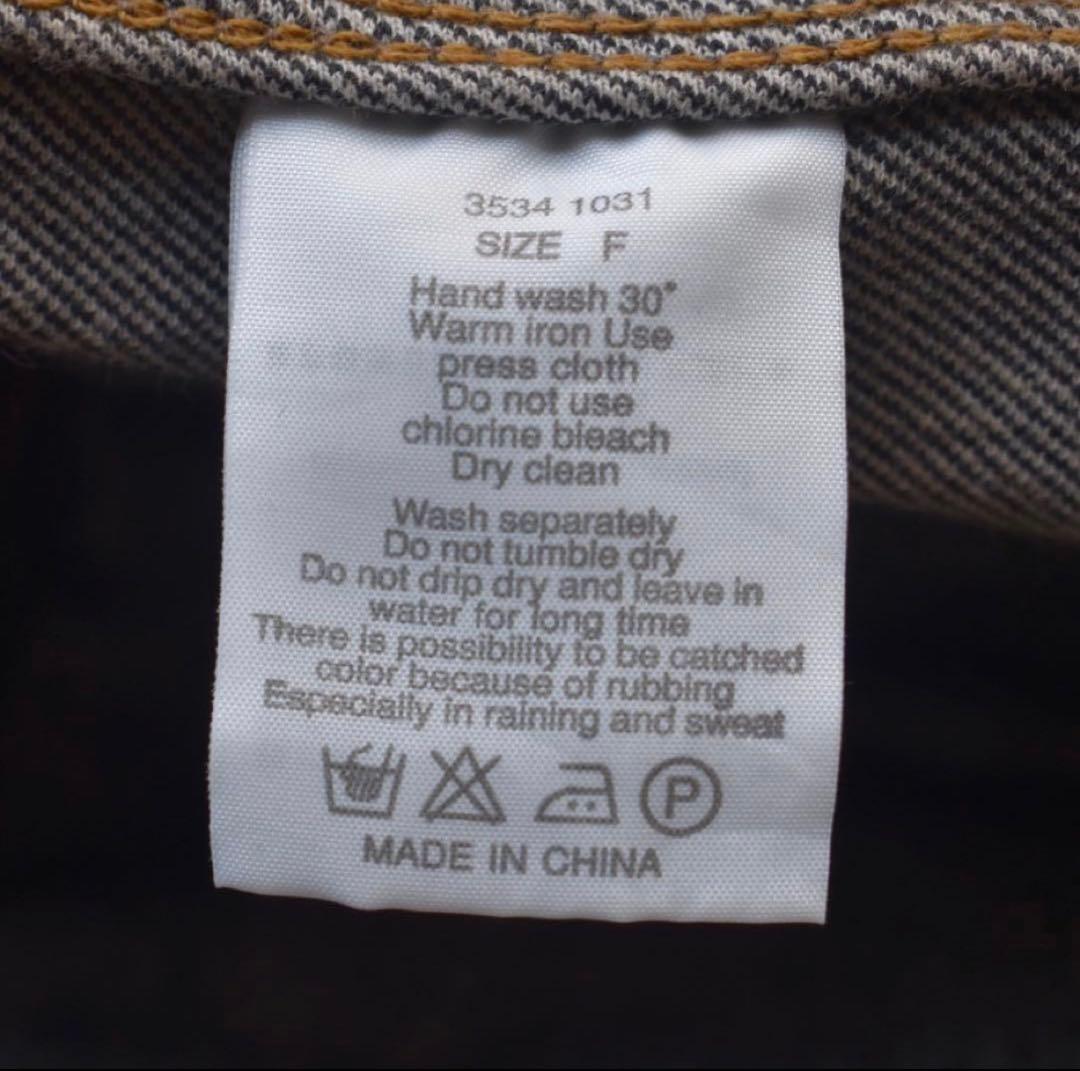 3534 1031
SIZE F
Hand wash 30°
Warm iron Use
press cloth
Do not use
chlorine bleach
Dry clean
Wash separately
Do not tumble dry
Do not drip dry and leave in
water for long time
There is possibility to be catched
color because of rubbing
Especially in raining and sweat
P
MADE IN CHINA